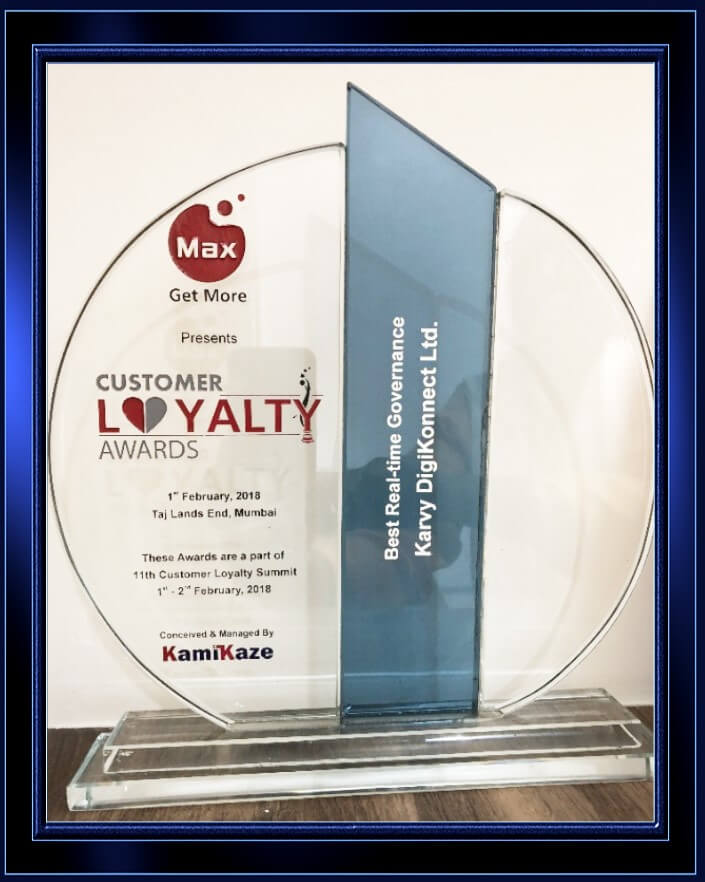 Max
Get More
Presents
CUSTOMER
LOYALTY
AWARDS
1st February, 2018
Taj Lands End, Mumbai
These Awards are a part of
11th Customer Loyalty Summit
1st - 2nd February, 2018
Conceived & Managed By
KamiKaze
Best Real-time Governance
Karvy DigiKonnect Ltd.